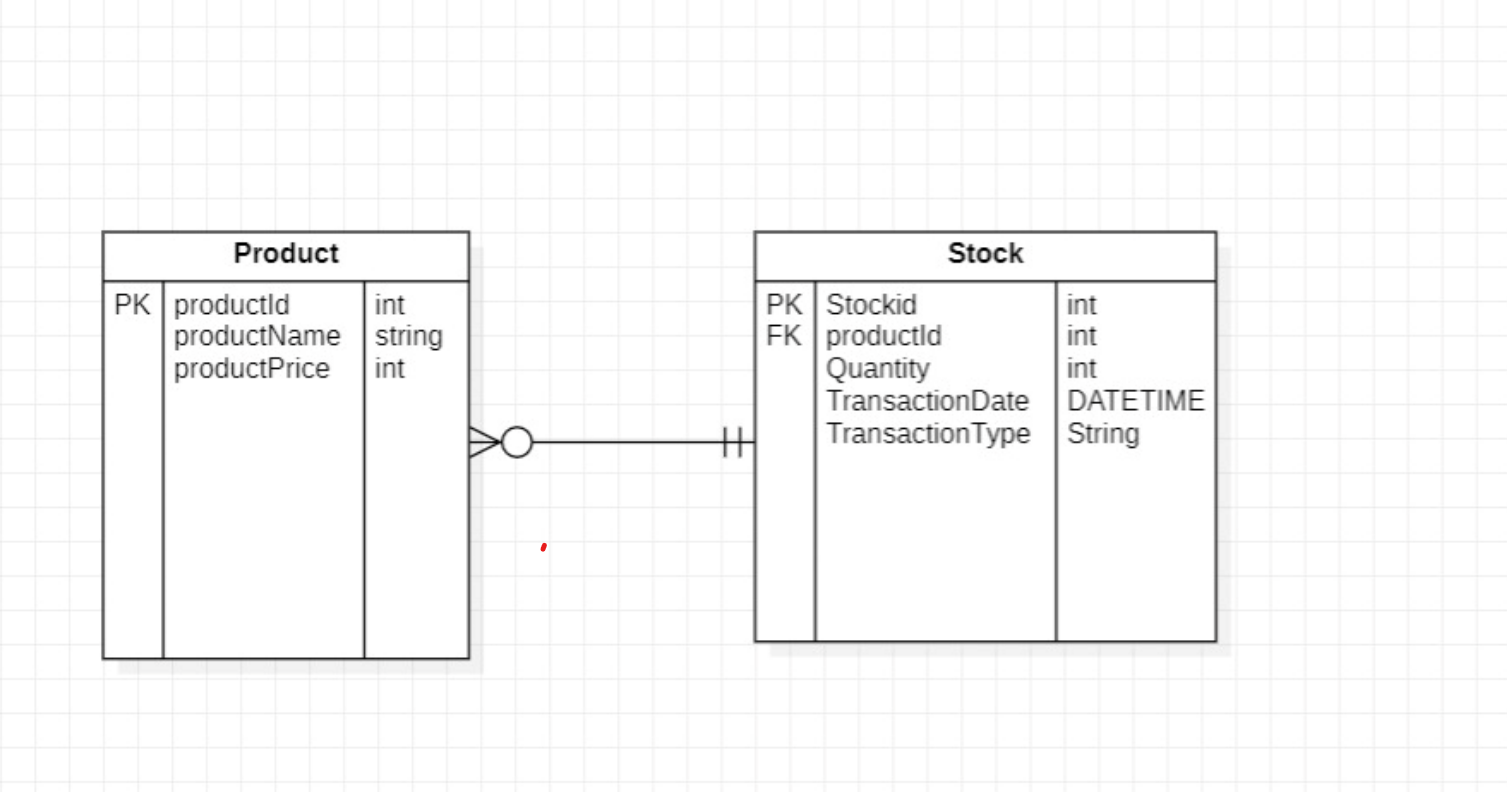 Product
PK productId int
productName string
productPrice int
Stock
PK Stockid int
FK productId int
Quantity int
TransactionDate DATETIME
TransactionType String